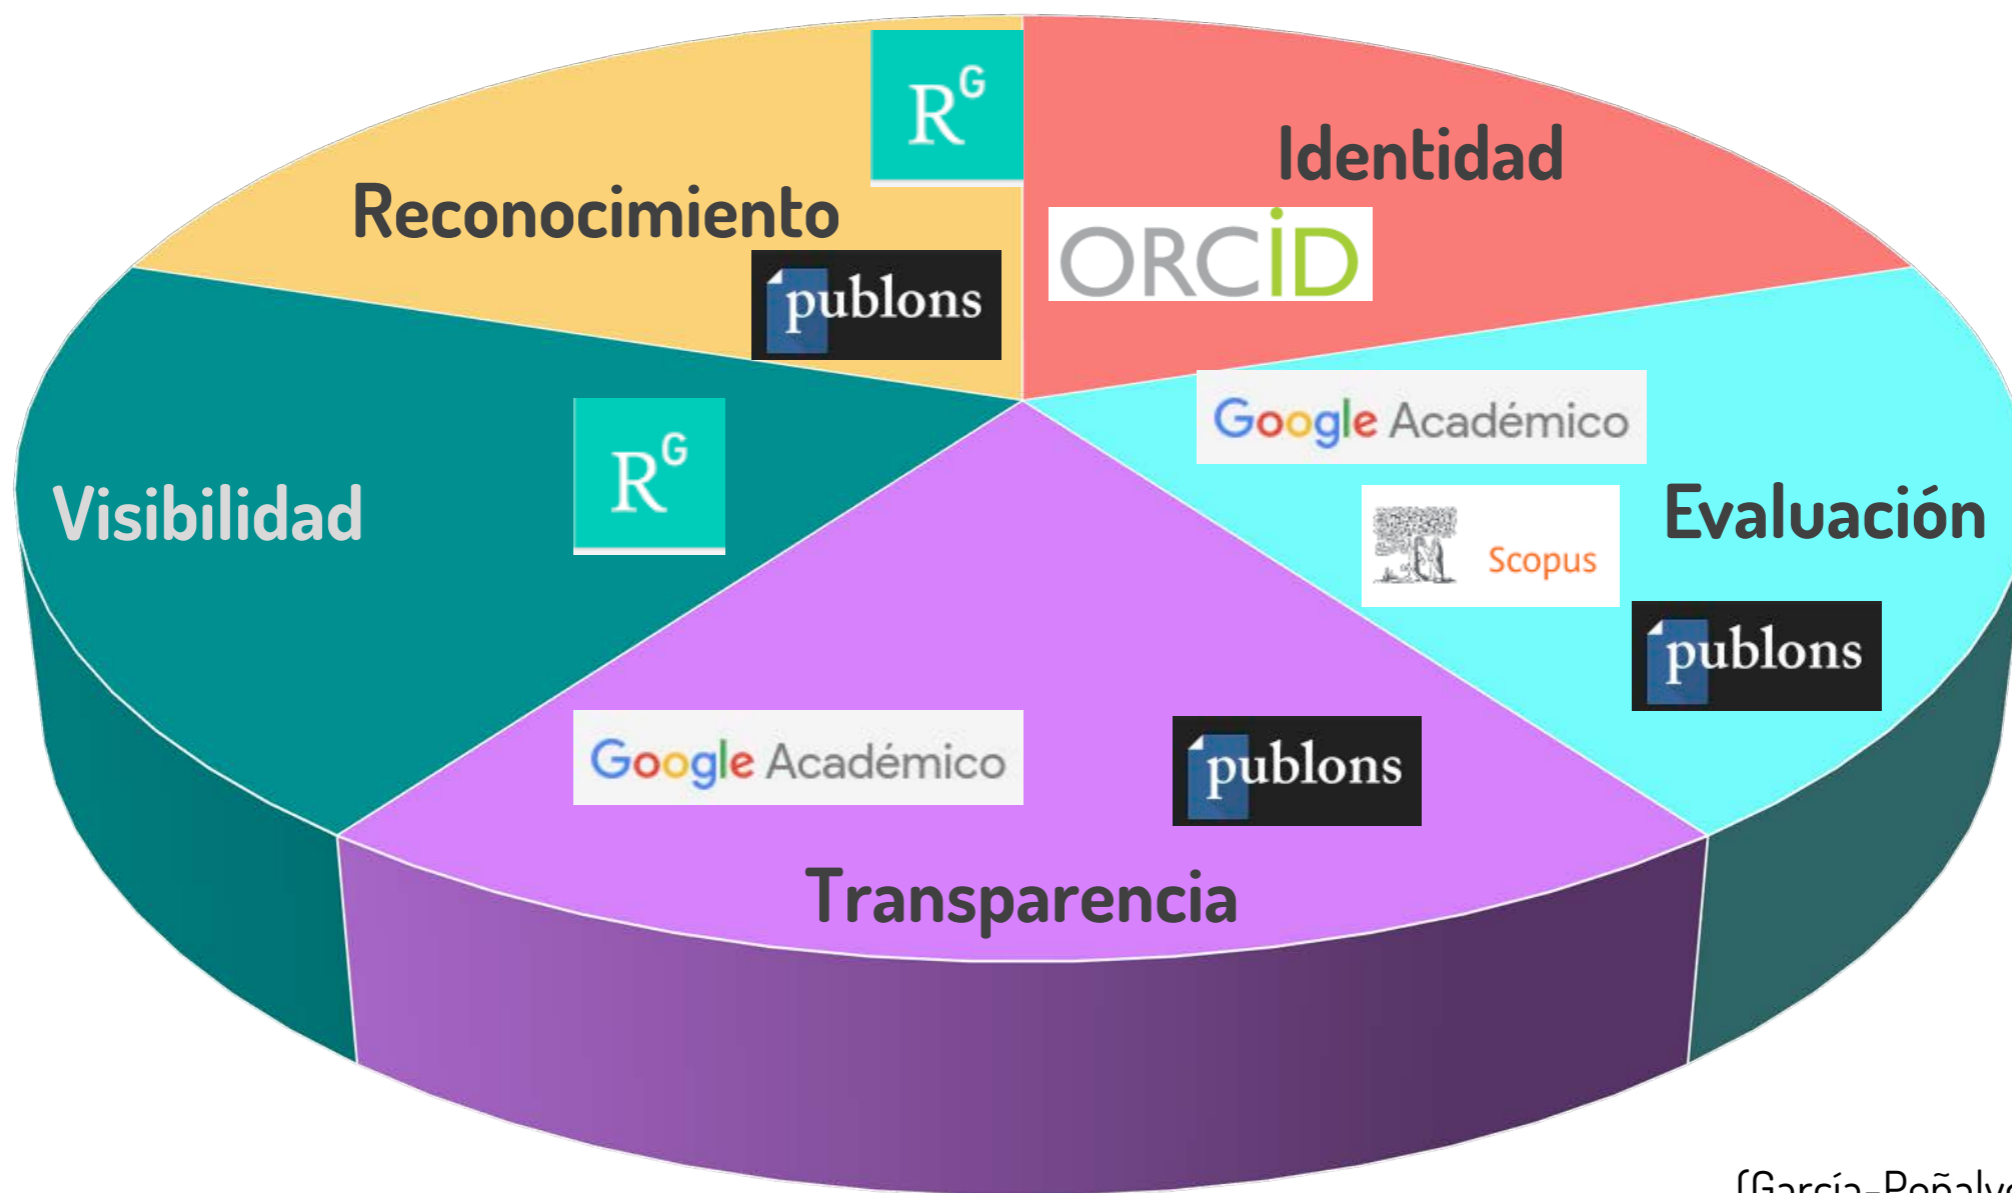 R^G
Identidad
Reconocimiento
ORCiD
publons
Google Académico
R^G
Visibilidad
Evaluación
Scopus
publons
Google Académico
publons
Transparencia